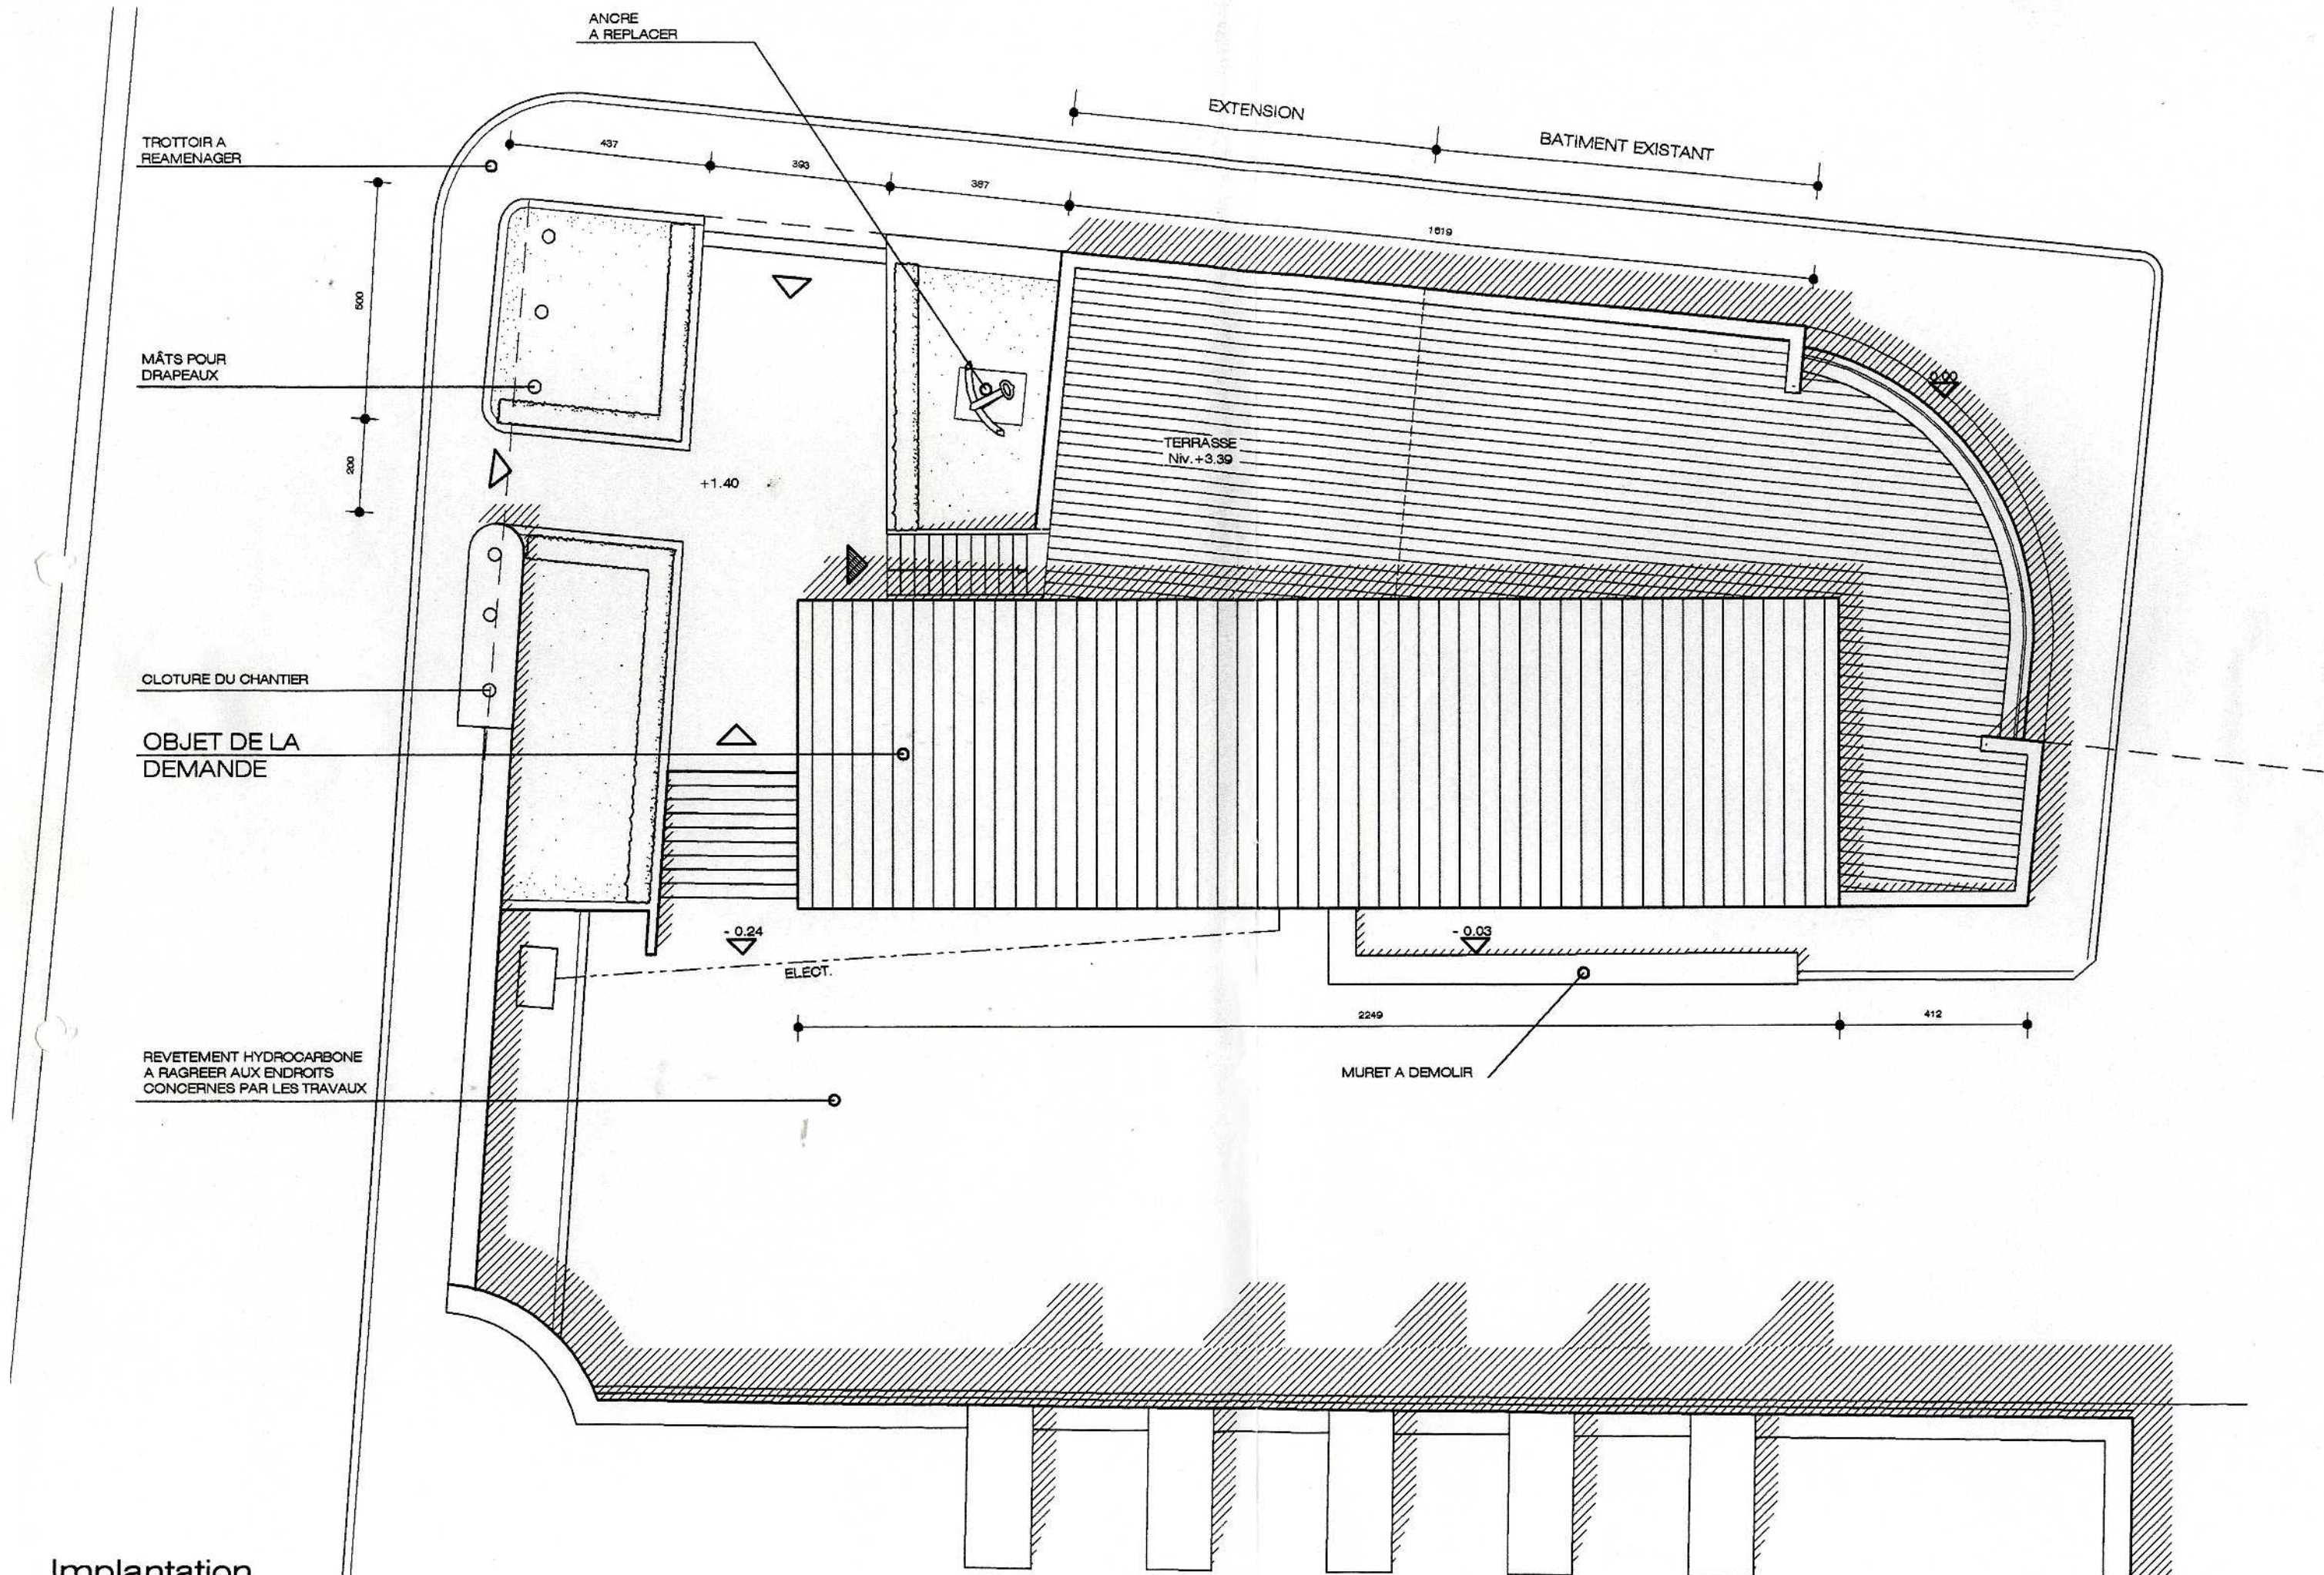 ANCRE
A REPLACER
EXTENSION
BATIMENT EXISTANT
TROTTOIR A
REAMENAGER
437
393
387
1619
500
MÂTS POUR
DRAPEAUX
0.00
TERRASSE
Niv.+3.39
200
+1.40
CLOTURE DU CHANTIER
OBJET DE LA
DEMANDE
- 0.24
- 0.03
ELECT.
2249
412
REVETEMENT HYDROCARBONE
A RAGREER AUX ENDROITS
CONCERNES PAR LES TRAVAUX
MURET A DEMOLIR
Implantation